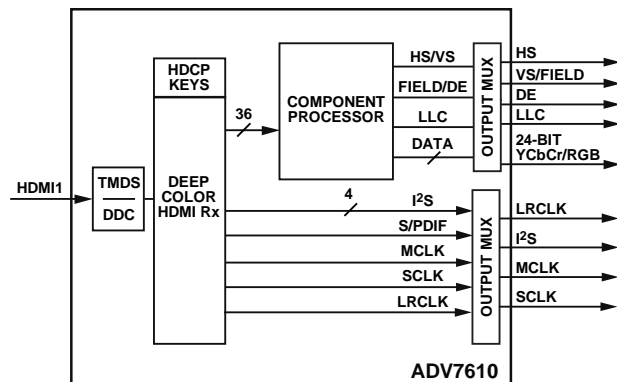 HDMI1
TMDS
DDC
HDCP
KEYS
DEEP
COLOR
HDMI Rx
36
COMPONENT
PROCESSOR
HS/VS
FIELD/DE
LLC
DATA
OUTPUT MUX
HS
VS/FIELD
DE
LLC
24-BIT
YCbCr/RGB
4
I2S
S/PDIF
MCLK
SCLK
LRCLK
OUTPUT MUX
LRCLK
I2S
MCLK
SCLK
ADV7610